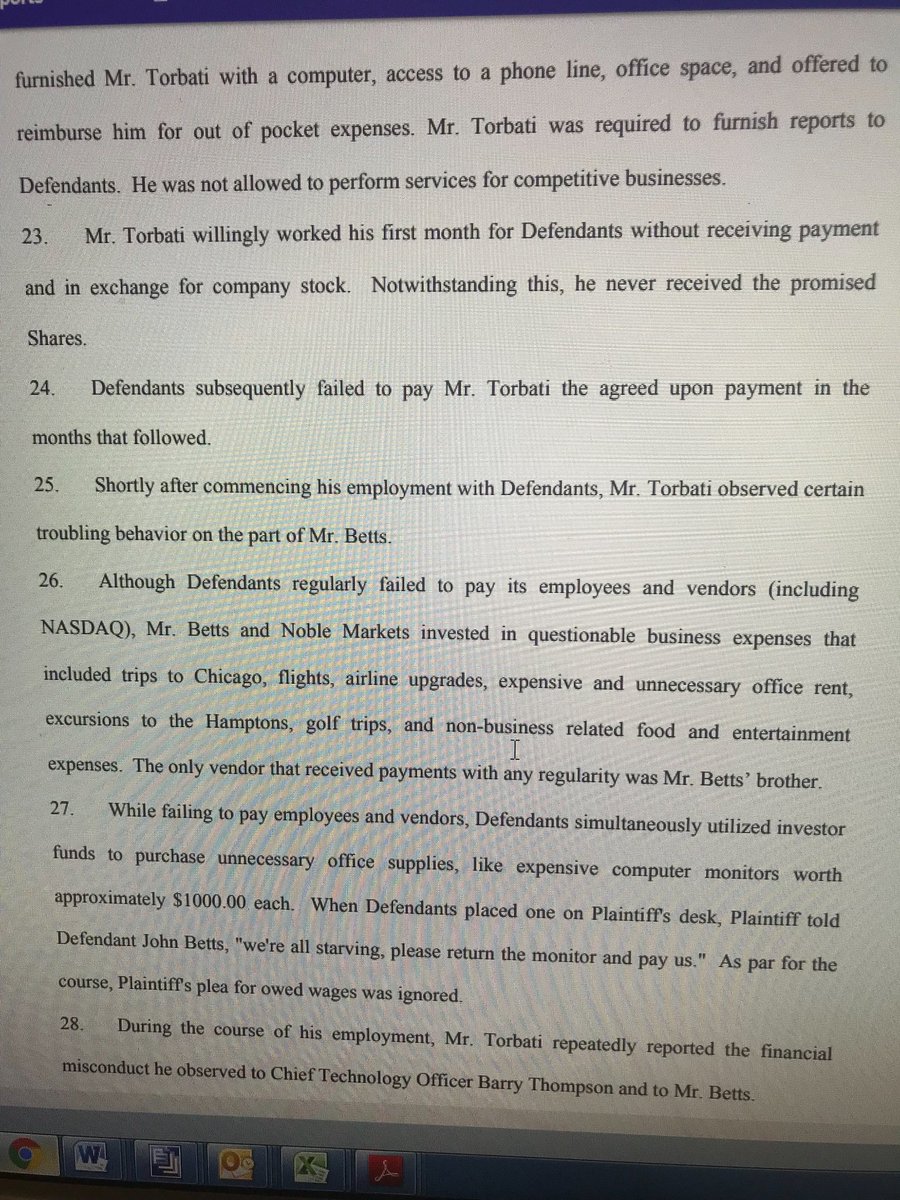 furnished Mr. Torbati with a computer, access to a phone line, office space, and offered to
reimburse him for out of pocket expenses. Mr. Torbati was required to furnish reports to
Defendants. He was not allowed to perform services for competitive businesses.
23. Mr. Torbati willingly worked his first month for Defendants without receiving payment
and in exchange for company stock. Notwithstanding this, he never received the promised
Shares.
24. Defendants subsequently failed to pay Mr. Torbati the agreed upon payment in the
months that followed.
25. Shortly after commencing his employment with Defendants, Mr. Torbati observed certain
troubling behavior on the part of Mr. Betts.
26. Although Defendants regularly failed to pay its employees and vendors (including
NASDAQ), Mr. Betts and Noble Markets invested in questionable business expenses that
included trips to Chicago, flights, airline upgrades, expensive and unnecessary office rent,
excursions to the Hamptons, golf trips, and non-business related food and entertainment
expenses. The only vendor that received payments with any regularity was Mr. Betts’ brother.
27. While failing to pay employees and vendors, Defendants simultaneously utilized investor
funds to purchase unnecessary office supplies, like expensive computer monitors worth
approximately $1000.00 each. When Defendants placed one on Plaintiff's desk, Plaintiff told
Defendant John Betts, "we're all starving, please return the monitor and pay us." As par for the
course, Plaintiff's plea for owed wages was ignored.
28. During the course of his employment, Mr. Torbati repeatedly reported the financial
misconduct he observed to Chief Technology Officer Barry Thompson and to Mr. Betts.